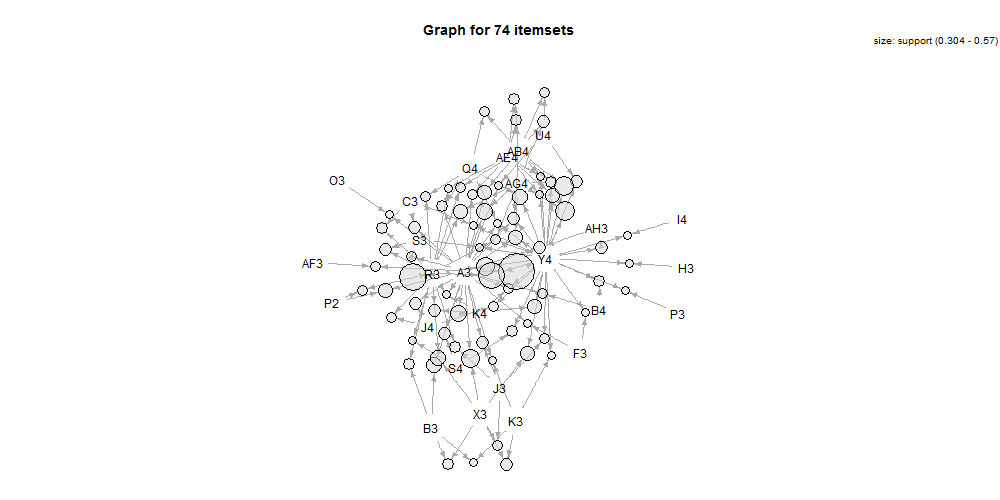 Graph for 74 itemsets
size: support (0.304 - 0.57)
U4
AB4
AE4
Q4
O3
AG4
C3
I4
AH3
S3
Y4
AF3
H3
R3
A3
P2
B4
P3
K4
J4
F3
S4
J3
X3
K3
B3